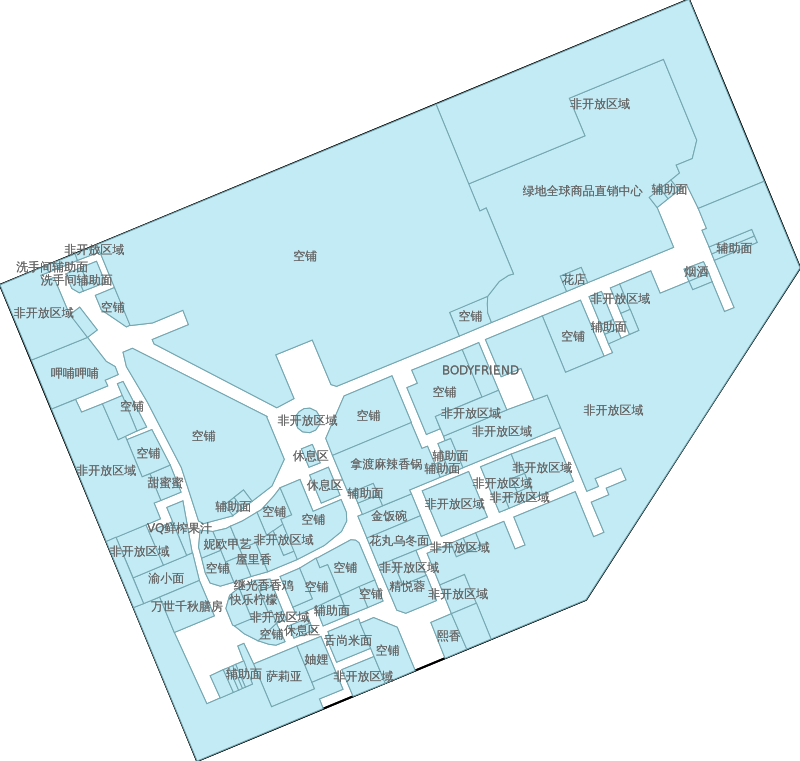 非开放区域
绿地全球商品直销中心
辅助面
非开放区域
空铺
辅助面
洗手间辅助面
烟酒
洗手间辅助面
花店
非开放区域
空铺
非开放区域
空铺
辅助面
空铺
呷哺呷哺
BODYFRIEND
空铺
空铺
非开放区域
空铺
非开放区域
非开放区域
空铺
非开放区域
空铺
休息区
辅助面
拿渡麻辣香锅
辅助面
非开放区域
非开放区域
甜蜜蜜
休息区
非开放区域
辅助面
非开放区域
非开放区域
辅助面
空铺
空铺
金饭碗
VQ鲜榨果汁
妮欧甲艺
非开放区域
花丸乌冬面
非开放区域
非开放区域
屋里香
空铺
空铺
非开放区域
渝小面
继光香香鸡
空铺
精悦蓉
空铺
非开放区域
快乐柠檬
万世千秋膳房
辅助面
非开放区域
空铺
休息区
舌尚米面
熙香
空铺
妯娌
辅助面
萨莉亚
非开放区域